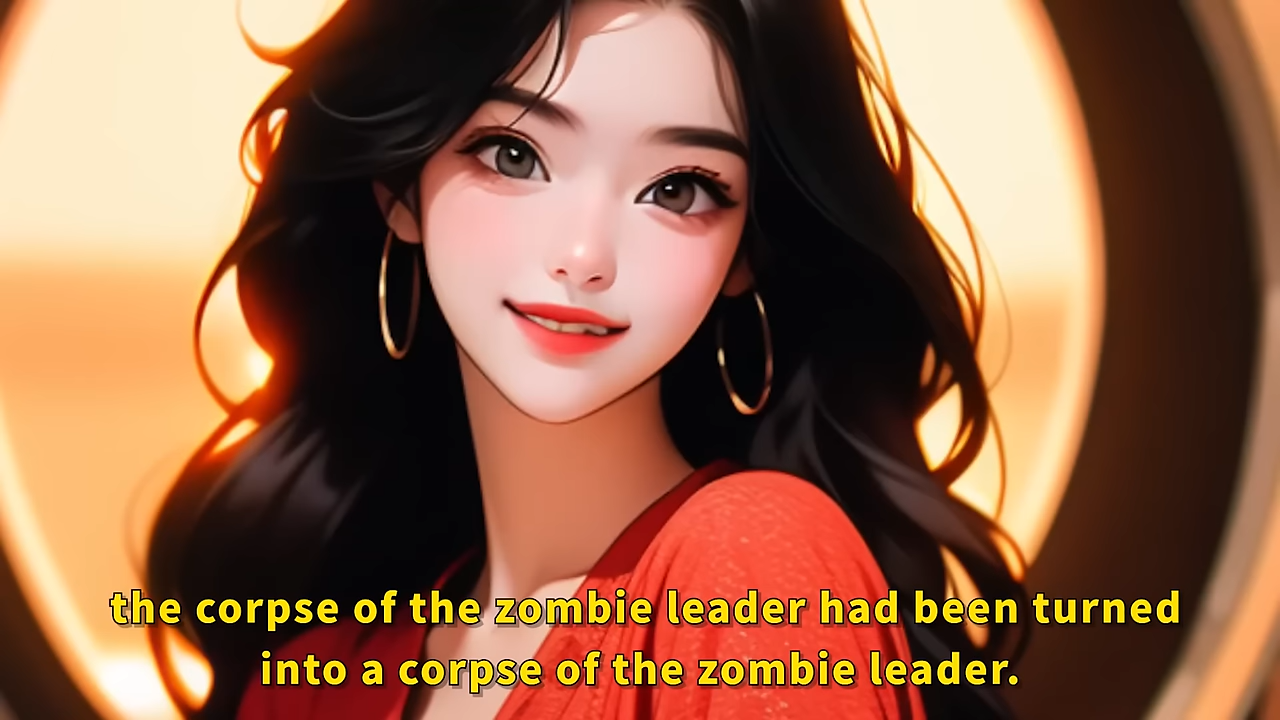 the corpse of the zombie leader had been turned
into a corpse of the zombie leader.